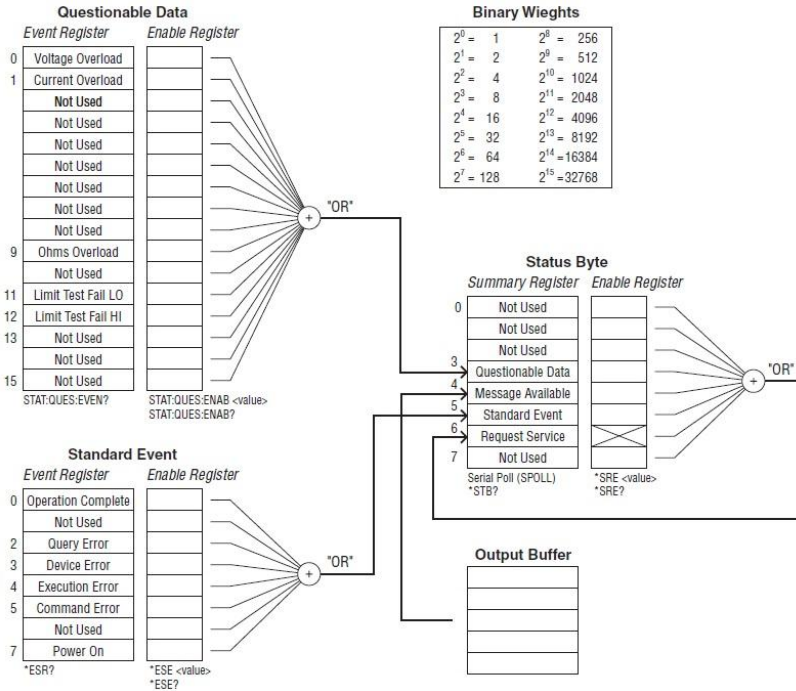 Questionable Data
Event Register Enable Register
0 Voltage Overload
1 Current Overload
Not Used
Not Used
Not Used
Not Used
Not Used
Not Used
Not Used
9 Ohms Overload
Not Used
11 Limit Test Fail LO
12 Limit Test Fail HI
13 Not Used
Not Used
15 Not Used
STAT:QUES:EVEN? STAT:QUES:ENAB <value>
STAT:QUES:ENAB?
+ "OR"
Binary Wieghts
2⁰ = 1 2⁸ = 256
2¹ = 2 2⁹ = 512
2² = 4 2¹⁰ = 1024
2³ = 8 2¹¹ = 2048
2⁴ = 16 2¹² = 4096
2⁵ = 32 2¹³ = 8192
2⁶ = 64 2¹⁴ =16384
2⁷ = 128 2¹⁵ =32768
Status Byte
Summary Register Enable Register
0 Not Used
Not Used
Not Used
3 Questionable Data
4 Message Available
5 Standard Event
6 Request Service
7 Not Used
Serial Poll (SPOLL) *SRE <value>
*STB? *SRE?
+ "OR"
Standard Event
Event Register Enable Register
0 Operation Complete
Not Used
2 Query Error
3 Device Error
4 Execution Error
5 Command Error
Not Used
7 Power On
*ESR? *ESE <value>
*ESE?
+ "OR"
Output Buffer